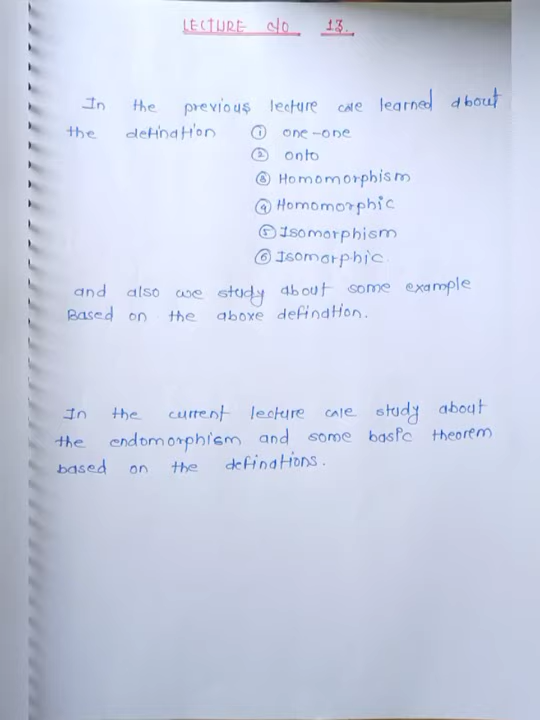 LECTURE NO 13.
In the previous lecture we learned about
the defination ① one-one
② onto
③ Homomorphism
④ Homomorphic
⑤ Isomorphism
⑥ Isomorphic.
and also we study about some example
Based on the above defination.
In the current lecture we study about
the endomorphism and some basic theorem
based on the definations.